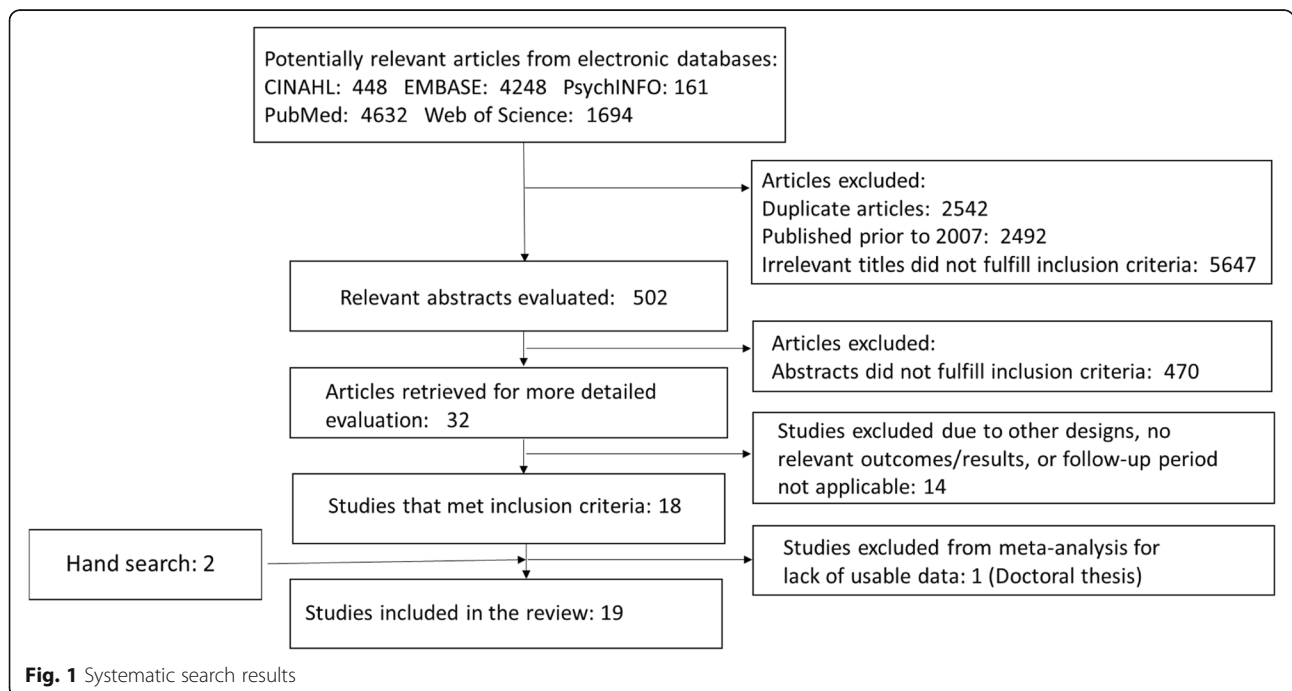 Potentially relevant articles from electronic databases:
CINAHL: 448 EMBASE: 4248 PsychINFO: 161
PubMed: 4632 Web of Science: 1694
Articles excluded:
Duplicate articles: 2542
Published prior to 2007: 2492
Irrelevant titles did not fulfill inclusion criteria: 5647
Relevant abstracts evaluated: 502
Articles excluded:
Abstracts did not fulfill inclusion criteria: 470
Articles retrieved for more detailed
evaluation: 32
Studies excluded due to other designs, no
relevant outcomes/results, or follow-up period
not applicable: 14
Studies that met inclusion criteria: 18
Hand search: 2
Studies excluded from meta-analysis for
lack of usable data: 1 (Doctoral thesis)
Studies included in the review: 19
Fig. 1 Systematic search results